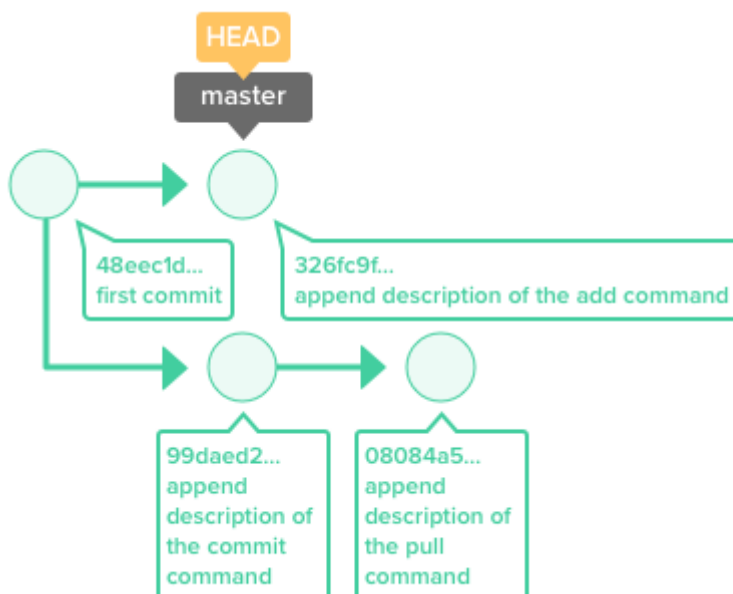 HEAD
master
48eec1d...
first commit
326fc9f...
append description of the add command
99daed2...
append
description of
the commit
command
08084a5...
append
description of
the pull
command